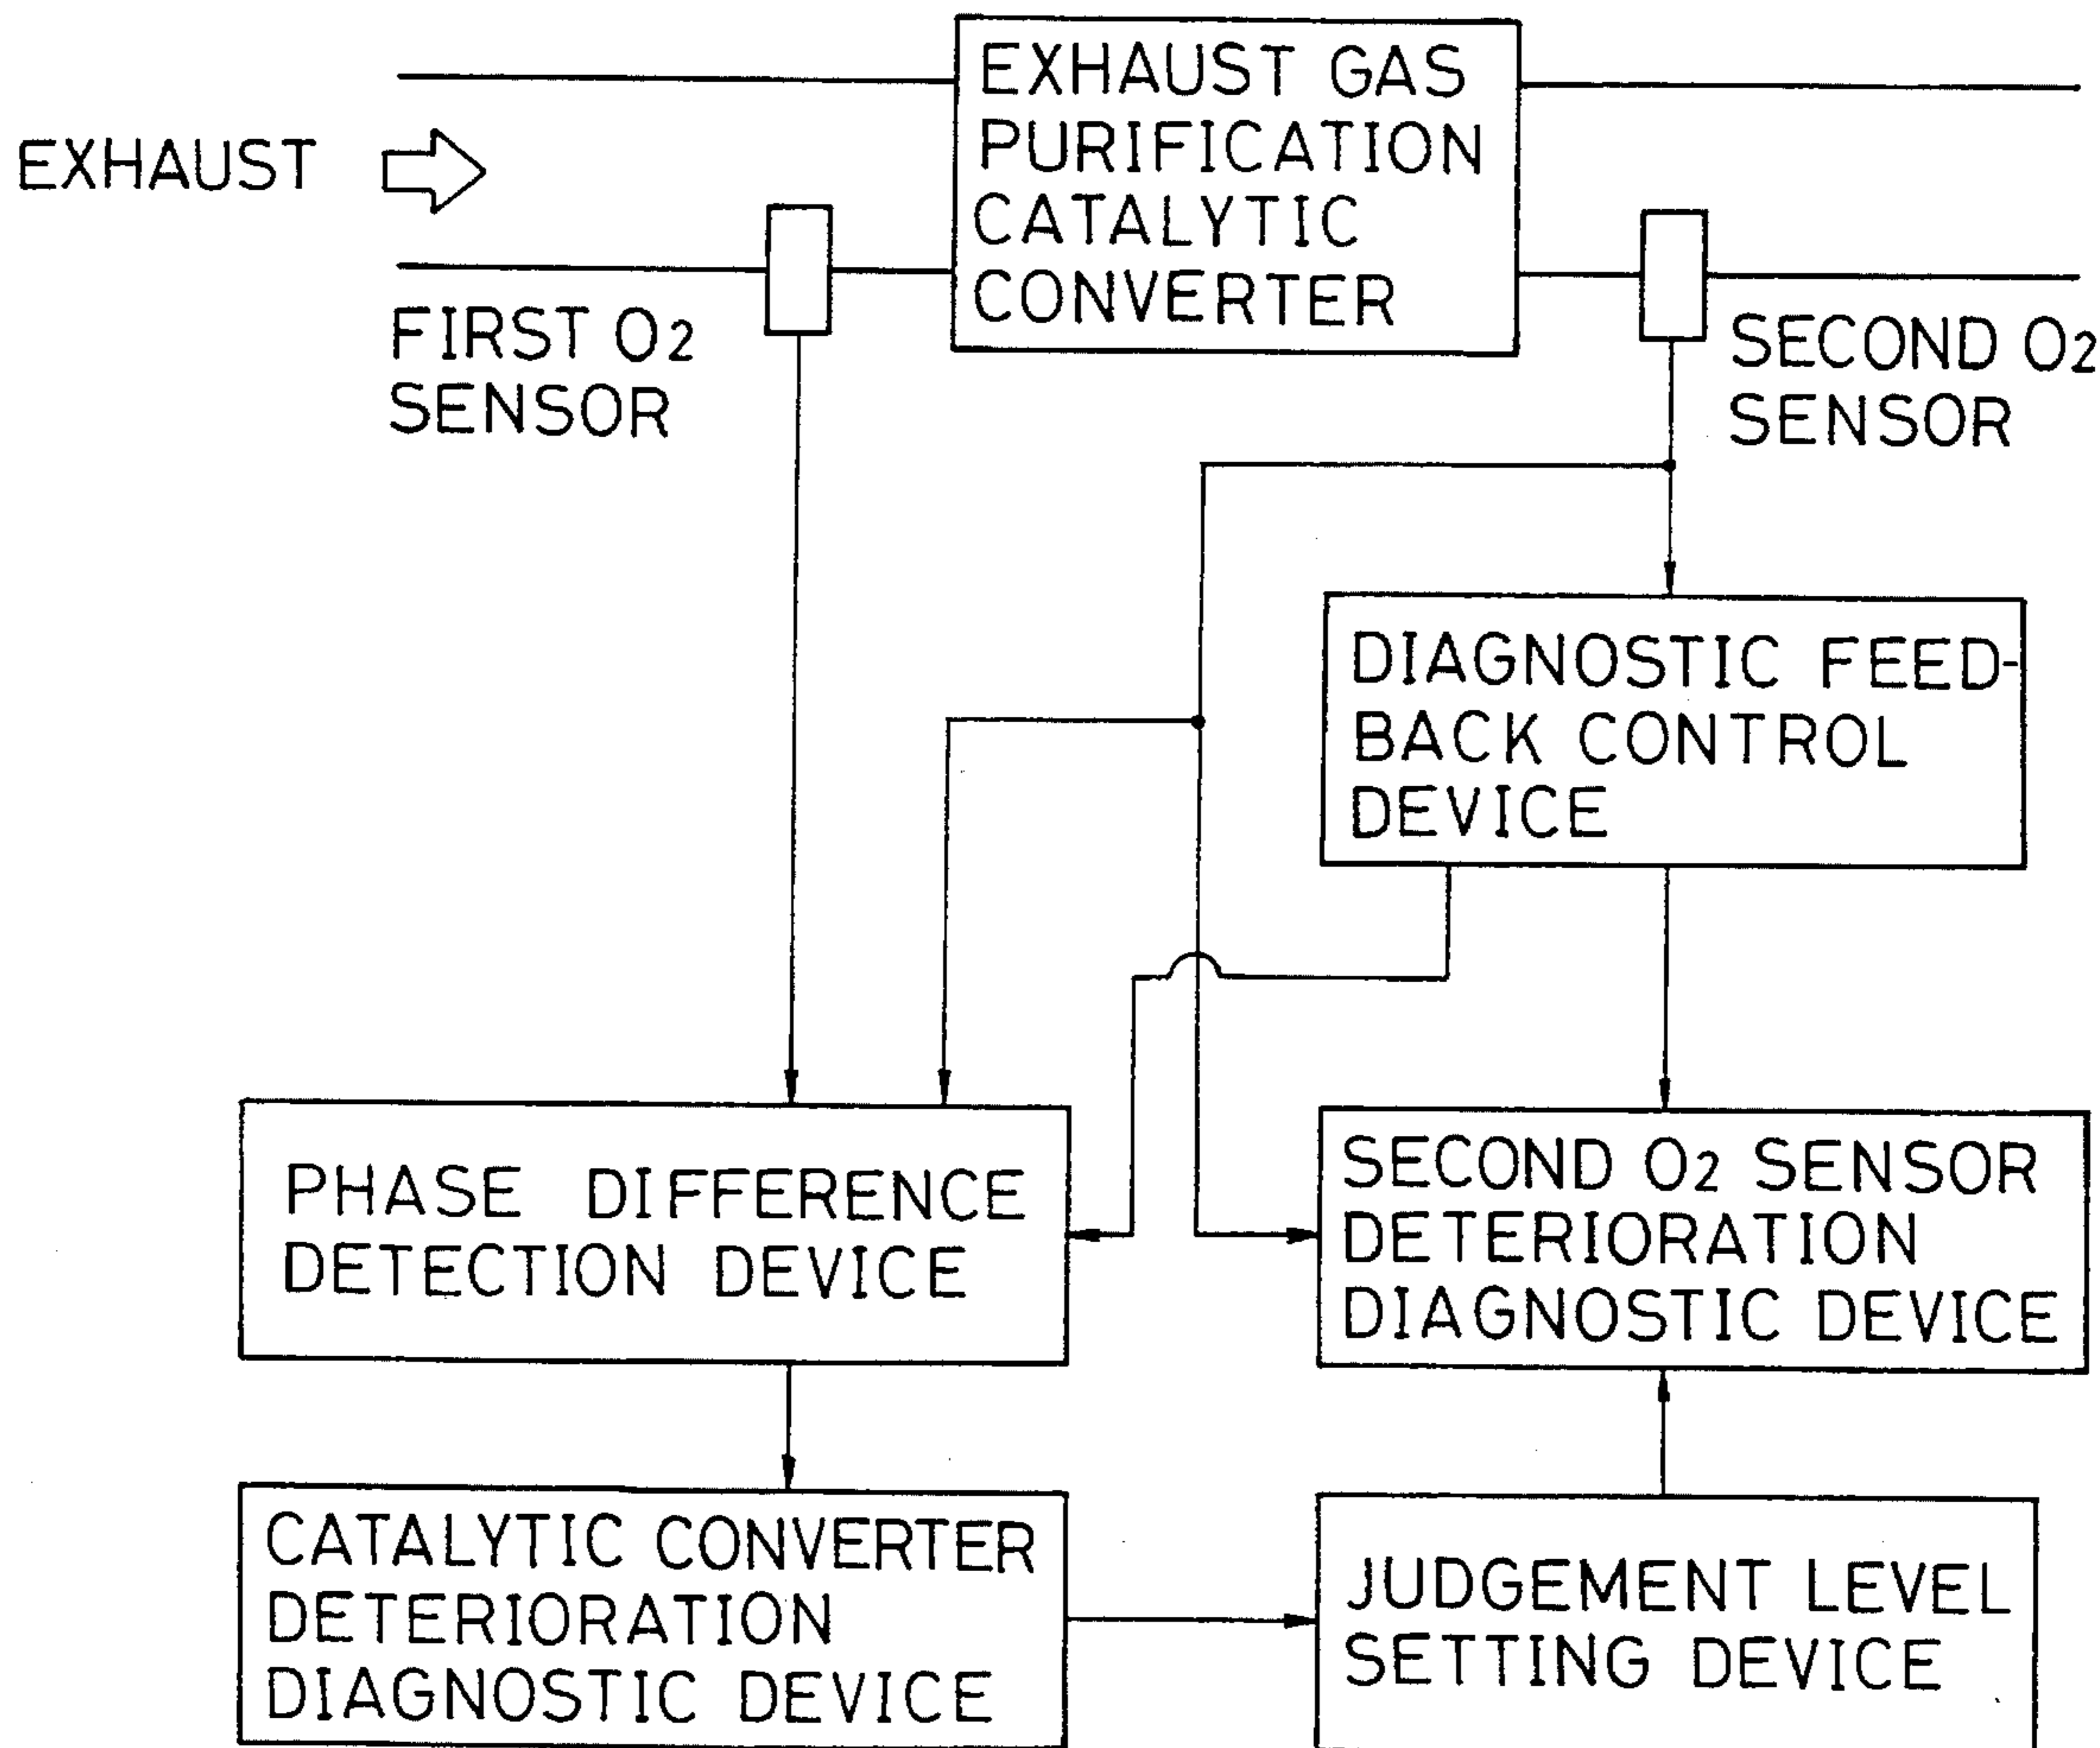 EXHAUST GAS
PURIFICATION
CATALYTIC
CONVERTER
EXHAUST
FIRST O2
SENSOR
SECOND O2
SENSOR
DIAGNOSTIC FEED-
BACK CONTROL
DEVICE
PHASE DIFFERENCE
DETECTION DEVICE
SECOND O2 SENSOR
DETERIORATION
DIAGNOSTIC DEVICE
CATALYTIC CONVERTER
DETERIORATION
DIAGNOSTIC DEVICE
JUDGEMENT LEVEL
SETTING DEVICE